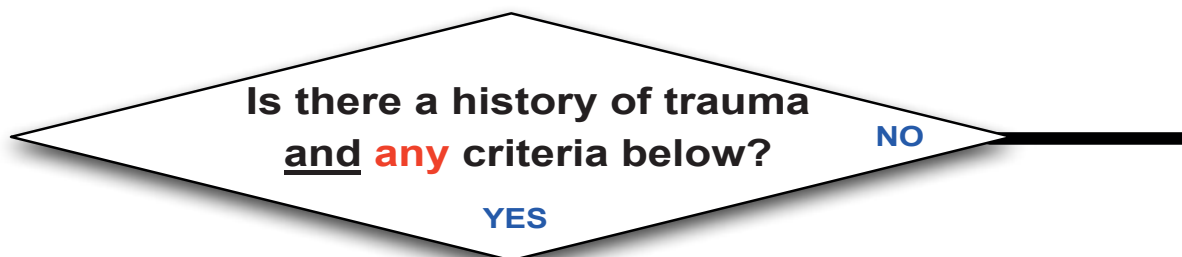 Is there a history of trauma
and any criteria below?
NO
YES